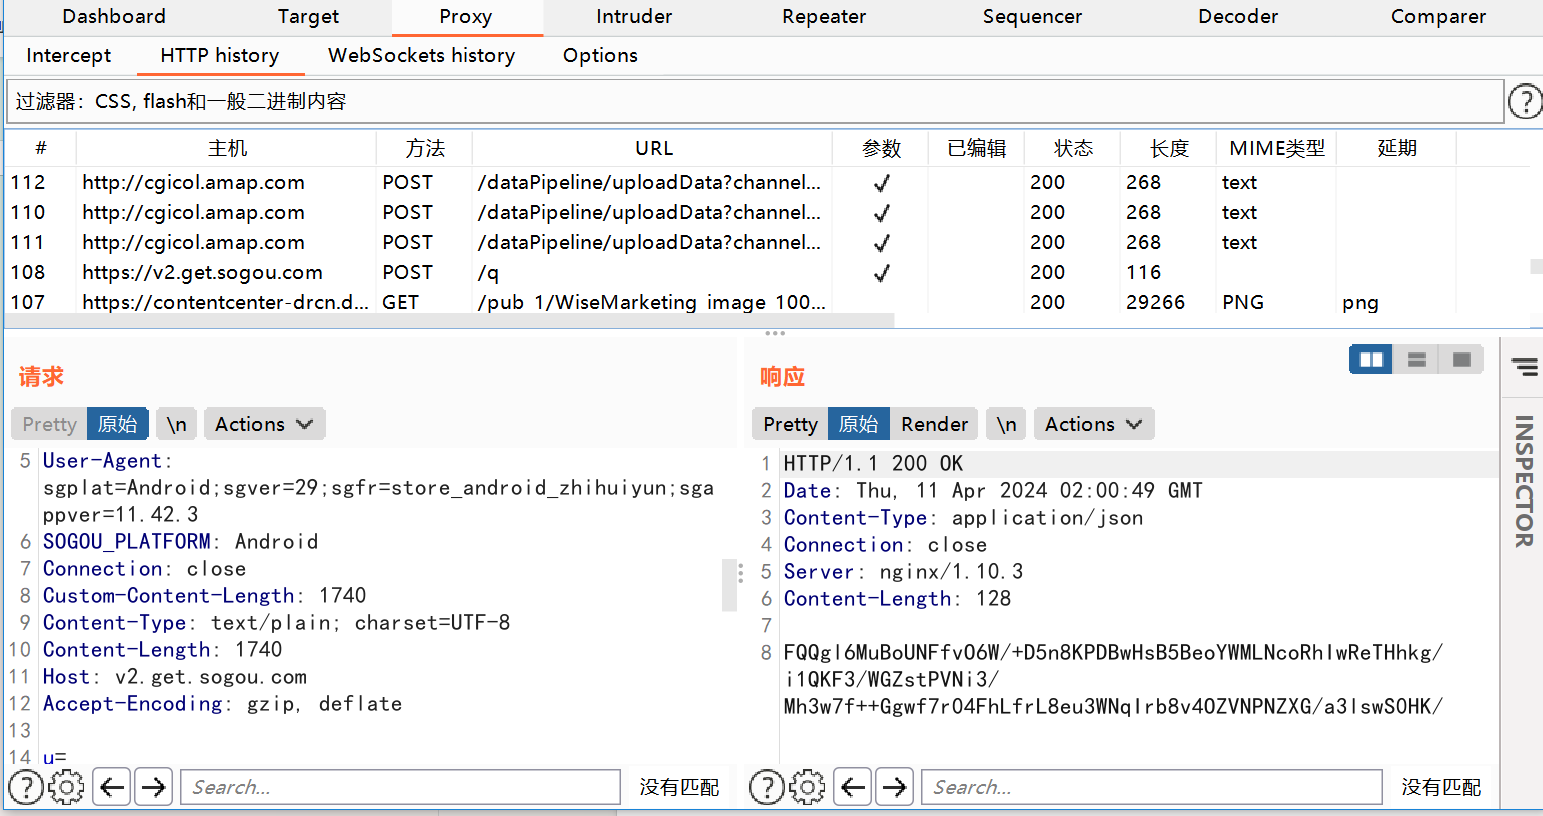 Dashboard Target Proxy Intruder Repeater Sequencer Decoder Comparer
Intercept HTTP history WebSockets history Options
过滤器：CSS, flash和一般二进制内容
# 主机 方法 URL 参数 已编辑 状态 长度 MIME类型 延期
112 http://cgicol.amap.com POST /dataPipeline/uploadData?channel... ✓ 200 268 text
110 http://cgicol.amap.com POST /dataPipeline/uploadData?channel... ✓ 200 268 text
111 http://cgicol.amap.com POST /dataPipeline/uploadData?channel... ✓ 200 268 text
108 https://v2.get.sogou.com POST /q ✓ 200 116
107 https://contentcenter-drcn.d... GET /pub_1/WiseMarketing_image_100... 200 29266 PNG png
请求
Pretty 原始 \n Actions
5 User-Agent:
sgplat=Android;sgver=29;sgfr=store_android_zhihuiyun;sga
ppver=11.42.3
6 SOGOU_PLATFORM: Android
7 Connection: close
8 Custom-Content-Length: 1740
9 Content-Type: text/plain; charset=UTF-8
10 Content-Length: 1740
11 Host: v2.get.sogou.com
12 Accept-Encoding: gzip, deflate
13
14 u=
Search... 没有匹配
响应
Pretty 原始 Render \n Actions
1 HTTP/1.1 200 OK
2 Date: Thu, 11 Apr 2024 02:00:49 GMT
3 Content-Type: application/json
4 Connection: close
5 Server: nginx/1.10.3
6 Content-Length: 128
7
8 FQQgl6MuBoUNFfvO6W/+D5n8KPDBwHsB5BeoYWMLNcoRhIwReTHhkg/
i1QKF3/WGZstPVNi3/
Mh3w7f++Ggwf7r04FhLfrL8eu3WNqIrb8v4OZVNPNZXG/a3lswSOHK/
Search... 没有匹配
INSPECTOR